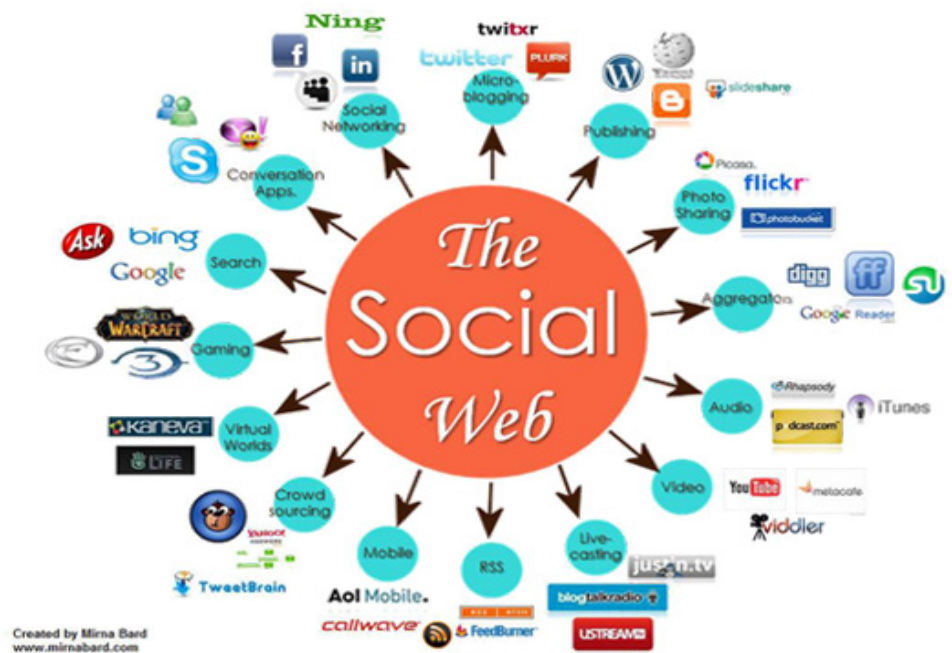 The
Social
Web
Ning
Social
Networking
twitxr
twitter
PLURK
Micro-
blogging
slideshare
Publishing
Picasa
flickr
photobucket
Photo
Sharing
digg
Google Reader
Aggregators
Rhapsody
iTunes
podcast.com
Audio
YouTube
metacafe
viddler
Video
Live-
casting
justin.tv
blogtalkradio
USTREAM
RSS
FeedBurner
Mobile
Aol Mobile.
callwave
Crowd
sourcing
TweetBrain
Virtual
Worlds
Kaneva
LIFE
Gaming
WORLD
WARCRAFT
3
Search
Ask
bing
Google
Conversation
Apps.
Y!
S
f
in
W
B
ff
Created by Mirna Bard
www.mirnabard.com